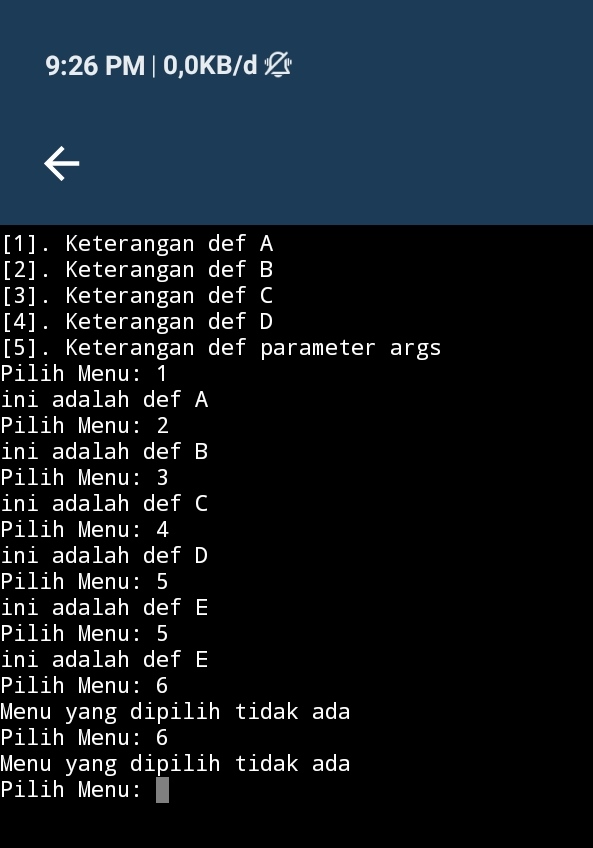 9:26 PM | 0,0KB/d
[1]. Keterangan def A
[2]. Keterangan def B
[3]. Keterangan def C
[4]. Keterangan def D
[5]. Keterangan def parameter args
Pilih Menu: 1
ini adalah def A
Pilih Menu: 2
ini adalah def B
Pilih Menu: 3
ini adalah def C
Pilih Menu: 4
ini adalah def D
Pilih Menu: 5
ini adalah def E
Pilih Menu: 5
ini adalah def E
Pilih Menu: 6
Menu yang dipilih tidak ada
Pilih Menu: 6
Menu yang dipilih tidak ada
Pilih Menu: